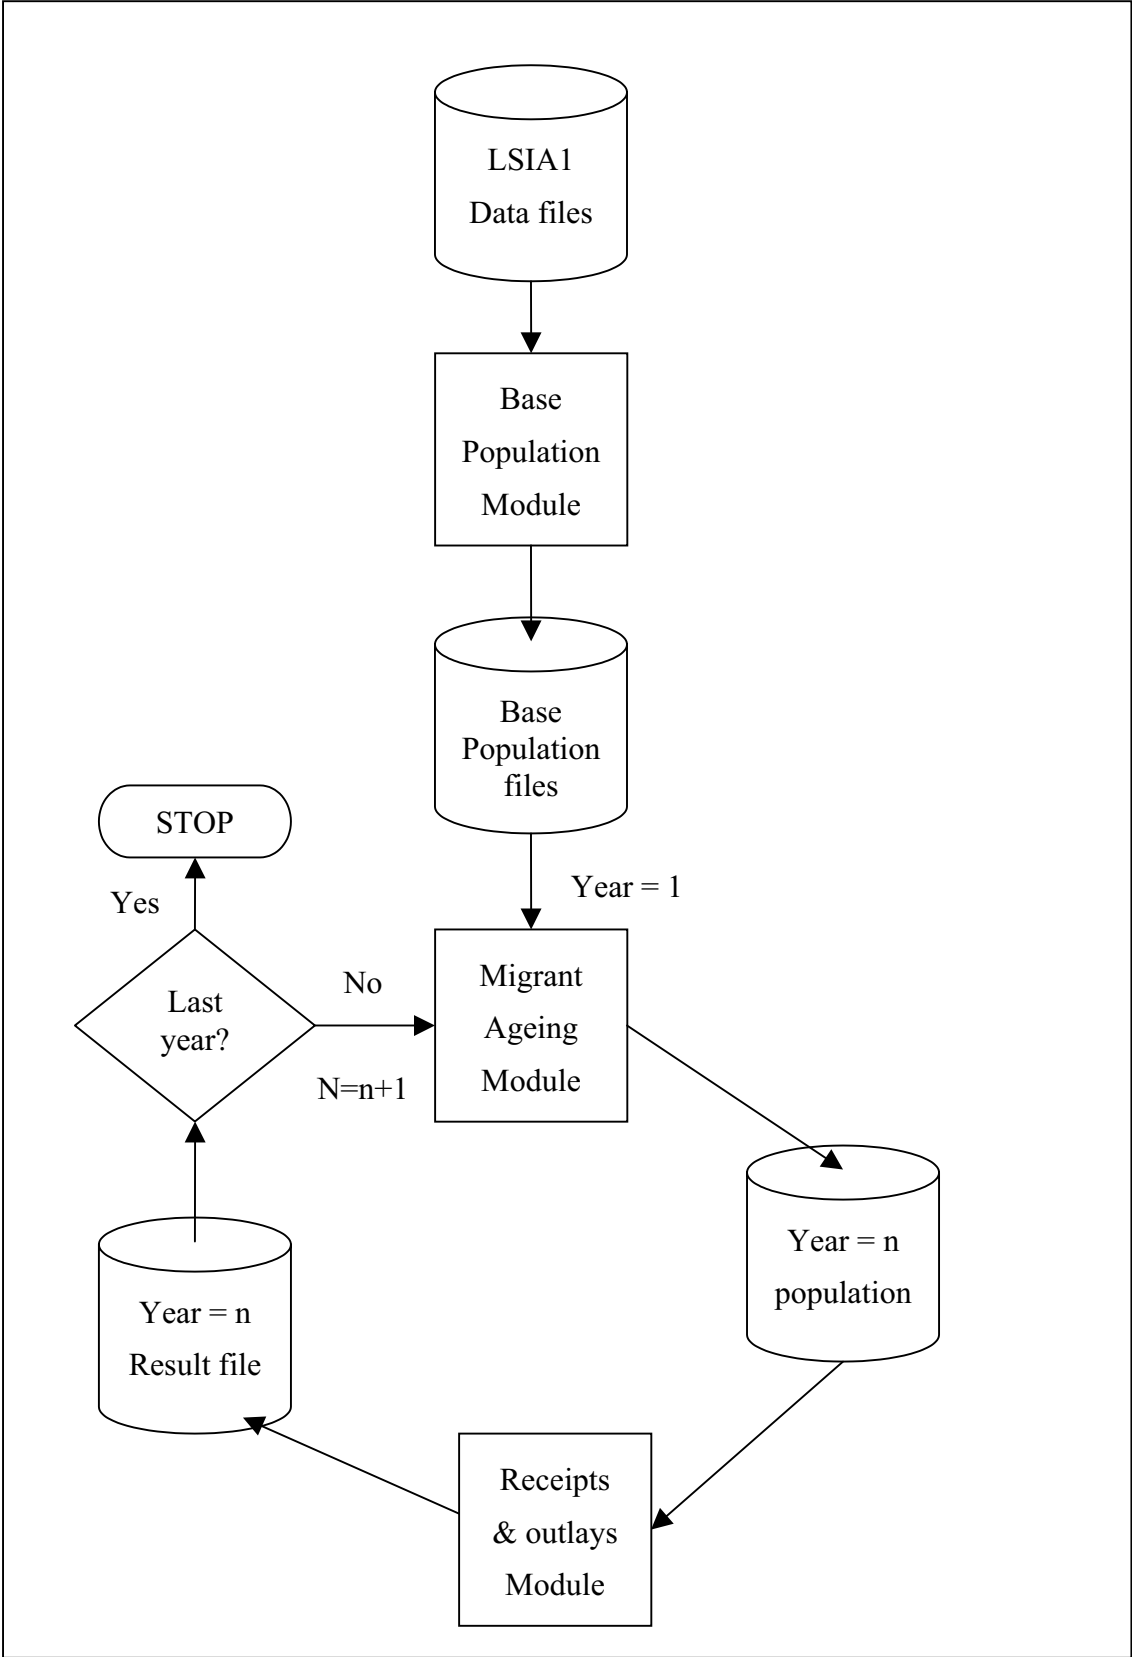 LSIA1
Data files
Base
Population
Module
Base
Population
files
STOP
Yes
Year = 1
Last
year?
No
N=n+1
Migrant
Ageing
Module
Year = n
population
Year = n
Result file
Receipts
& outlays
Module